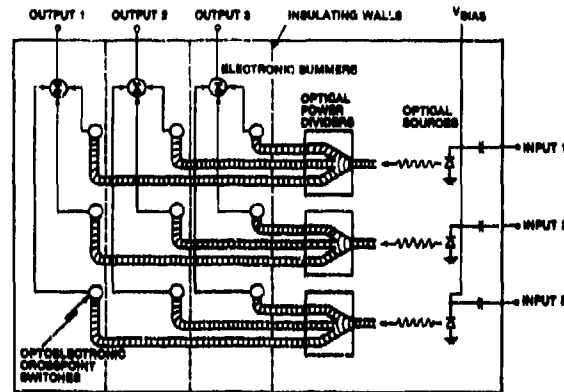 OUTPUT 1 OUTPUT 2 OUTPUT 3 INSULATING WALLS VBIAS
ELECTRONIC SUMMERS
OPTICAL POWER DIVIDERS
OPTICAL SOURCES
INPUT 1
INPUT 2
INPUT 3
OPTOELECTRONIC
CROSSPOINT
SWITCHES